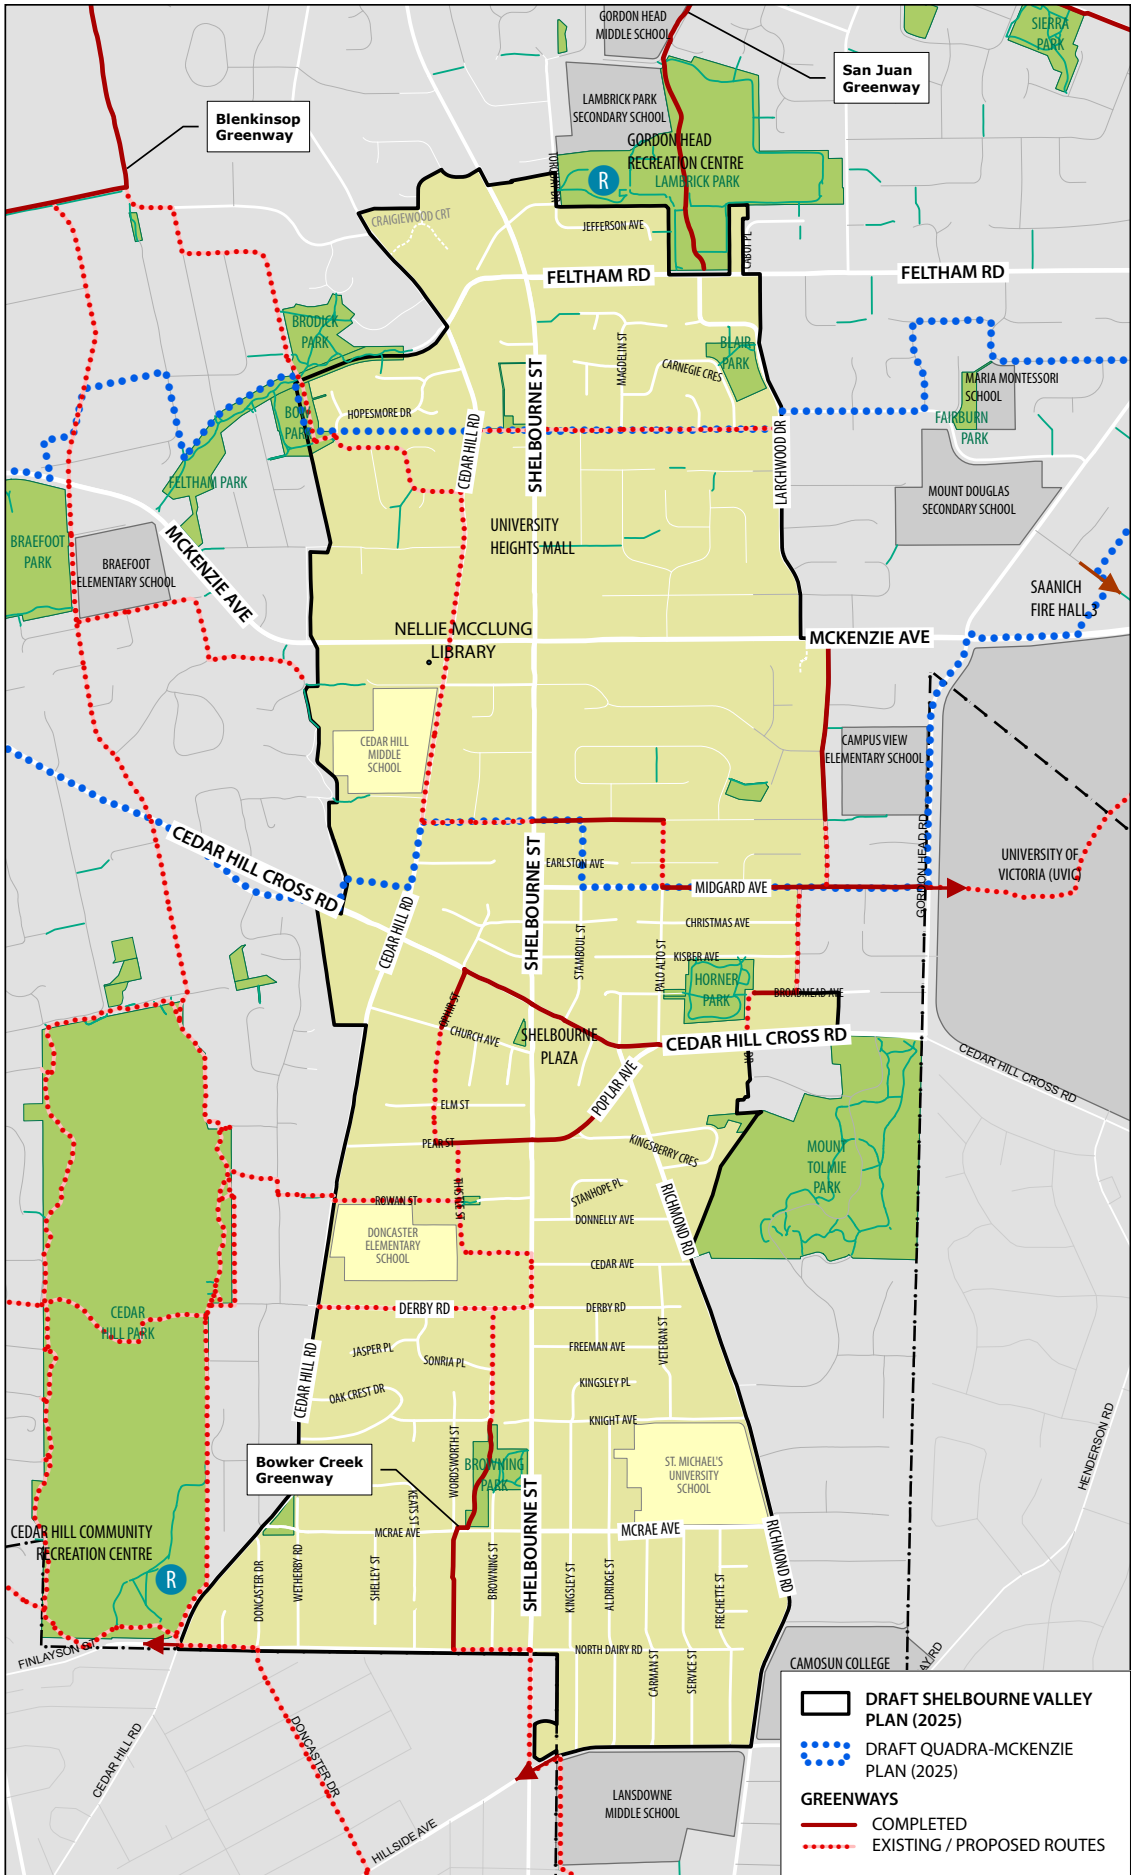 GORDON HEAD
MIDDLE SCHOOL
SIERRA
PARK
San Juan
Greenway
Blenkinsop
Greenway
LAMBRICK PARK
SECONDARY SCHOOL
GORDON HEAD
RECREATION CENTRE
LAMBRICK PARK
R
TORQUAY DR
CRAIGIEWOOD CRT
JEFFERSON AVE
CABOT PL
FELTHAM RD
FELTHAM RD
BRODICK
PARK
MAGDELIN ST
CARNEGIE CRES
BLAIR
PARK
SHELBOURNE ST
MARIA MONTESSORI
SCHOOL
FAIRBURN
PARK
BOW
PARK
HOPESMORE DR
CEDAR HILL RD
LARCHWOOD DR
FELTHAM PARK
MOUNT DOUGLAS
SECONDARY SCHOOL
UNIVERSITY
HEIGHTS MALL
BRAEFOOT
PARK
BRAEFOOT
ELEMENTARY SCHOOL
MCKENZIE AVE
SAANICH
FIRE HALL 3
NELLIE MCCLUNG
LIBRARY
MCKENZIE AVE
CEDAR HILL
MIDDLE
SCHOOL
CAMPUS VIEW
ELEMENTARY SCHOOL
CEDAR HILL CROSS RD
SHELBOURNE ST
EARLSTON AVE
MIDGARD AVE
GORDON HEAD RD
UNIVERSITY OF
VICTORIA (UVIC)
CEDAR HILL RD
STAMBOUL ST
CHRISTMAS AVE
PALO ALTO ST
KISBER AVE
HORNER
PARK
BROADMEAD AVE
OPHIR ST
CHURCH AVE
SHELBOURNE
PLAZA
CEDAR HILL CROSS RD
DR
CEDAR HILL CROSS RD
POPLAR AVE
ELM ST
PEAR ST
KINGSBERRY CRES
MOUNT
TOLMIE
PARK
ROWAN ST
THISTLE ST
STANHOPE PL
RICHMOND RD
DONNELLY AVE
DONCASTER
ELEMENTARY
SCHOOL
CEDAR AVE
CEDAR
HILL PARK
DERBY RD
DERBY RD
JASPER PL
SONRIA PL
FREEMAN AVE
VETERAN ST
CEDAR HILL RD
OAK CREST DR
KINGSLEY PL
KNIGHT AVE
HENDERSON RD
Bowker Creek
Greenway
WORDSWORTH ST
BROWNING
PARK
ST. MICHAEL'S
UNIVERSITY
SCHOOL
SHELBOURNE ST
KEATS ST
MCRAE AVE
MCRAE AVE
RICHMOND RD
CEDAR HILL COMMUNITY
RECREATION CENTRE
R
DONCASTER DR
WETHERBY RD
SHELLEY ST
BROWNING ST
KINGSLEY ST
ALDRIDGE ST
FRECHETTE ST
FINLAYSON ST
NORTH DAIRY RD
CARMAN ST
SERVICE ST
CAMOSUN COLLEGE
AY RD
CEDAR HILL RD
DONCASTER DR
HILLSIDE AVE
LANSDOWNE
MIDDLE SCHOOL
DRAFT SHELBOURNE VALLEY
PLAN (2025)
DRAFT QUADRA-MCKENZIE
PLAN (2025)
GREENWAYS
COMPLETED
EXISTING / PROPOSED ROUTES